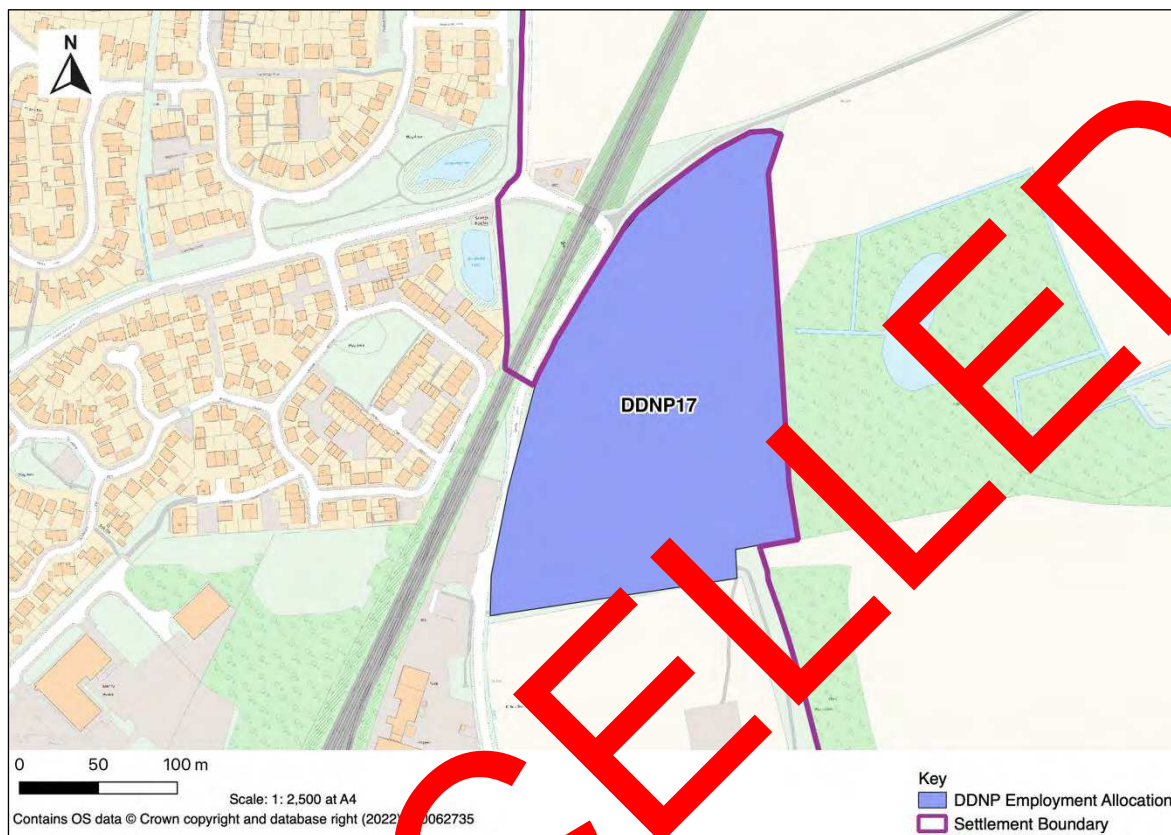 N
DDNP17
CELLED
0 50 100 m
Scale: 1: 2,500 at A4
Contains OS data © Crown copyright and database right (2022)
Key
DDNP Employment Allocation
Settlement Boundary